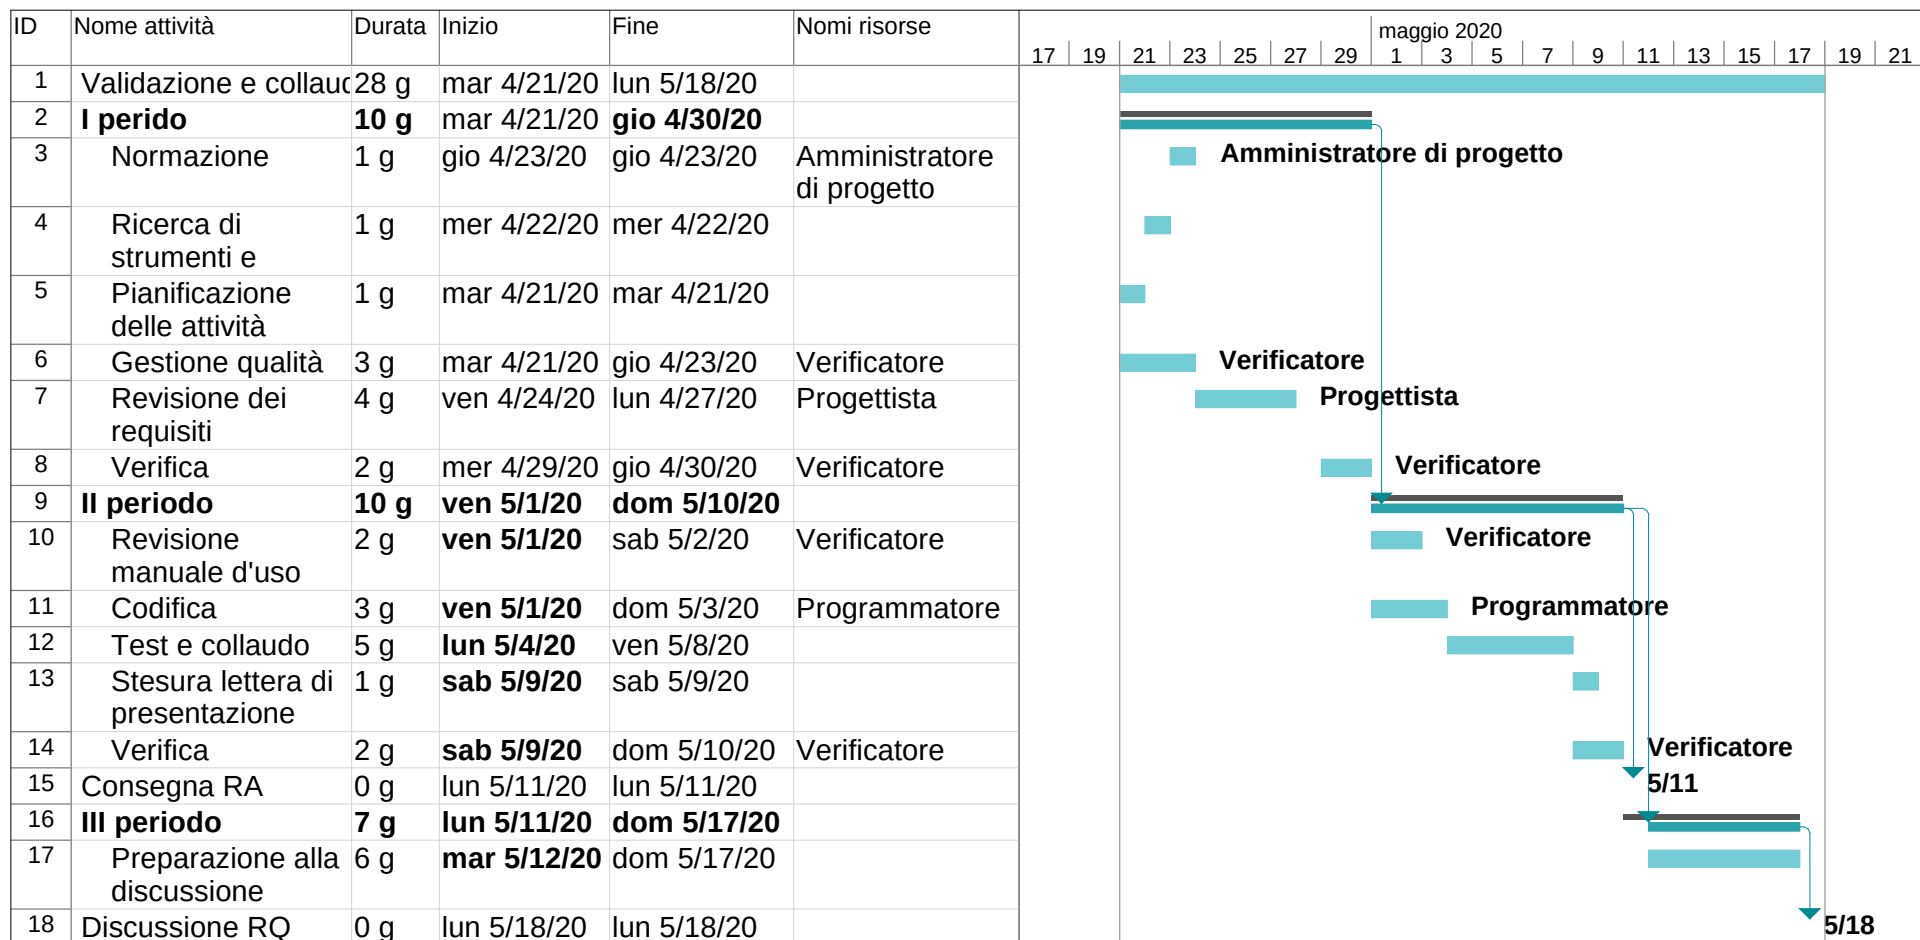 ID Nome attività Durata Inizio Fine Nomi risorse
maggio 2020
17 19 21 23 25 27 29 1 3 5 7 9 11 13 15 17 19 21
1 Validazione e collaud 28 g mar 4/21/20 lun 5/18/20
2 I perido 10 g mar 4/21/20 gio 4/30/20
3 Normazione 1 g gio 4/23/20 gio 4/23/20 Amministratore Amministratore di progetto
di progetto
4 Ricerca di 1 g mer 4/22/20 mer 4/22/20
strumenti e
5 Pianificazione 1 g mar 4/21/20 mar 4/21/20
delle attività
6 Gestione qualità 3 g mar 4/21/20 gio 4/23/20 Verificatore Verificatore
7 Revisione dei 4 g ven 4/24/20 lun 4/27/20 Progettista Progettista
requisiti
8 Verifica 2 g mer 4/29/20 gio 4/30/20 Verificatore Verificatore
9 II periodo 10 g ven 5/1/20 dom 5/10/20
10 Revisione 2 g ven 5/1/20 sab 5/2/20 Verificatore Verificatore
manuale d'uso
11 Codifica 3 g ven 5/1/20 dom 5/3/20 Programmatore Programmatore
12 Test e collaudo 5 g lun 5/4/20 ven 5/8/20
13 Stesura lettera di 1 g sab 5/9/20 sab 5/9/20
presentazione
14 Verifica 2 g sab 5/9/20 dom 5/10/20 Verificatore Verificatore
15 Consegna RA 0 g lun 5/11/20 lun 5/11/20 5/11
16 III periodo 7 g lun 5/11/20 dom 5/17/20
17 Preparazione alla 6 g mar 5/12/20 dom 5/17/20
discussione
18 Discussione RQ 0 g lun 5/18/20 lun 5/18/20 5/18